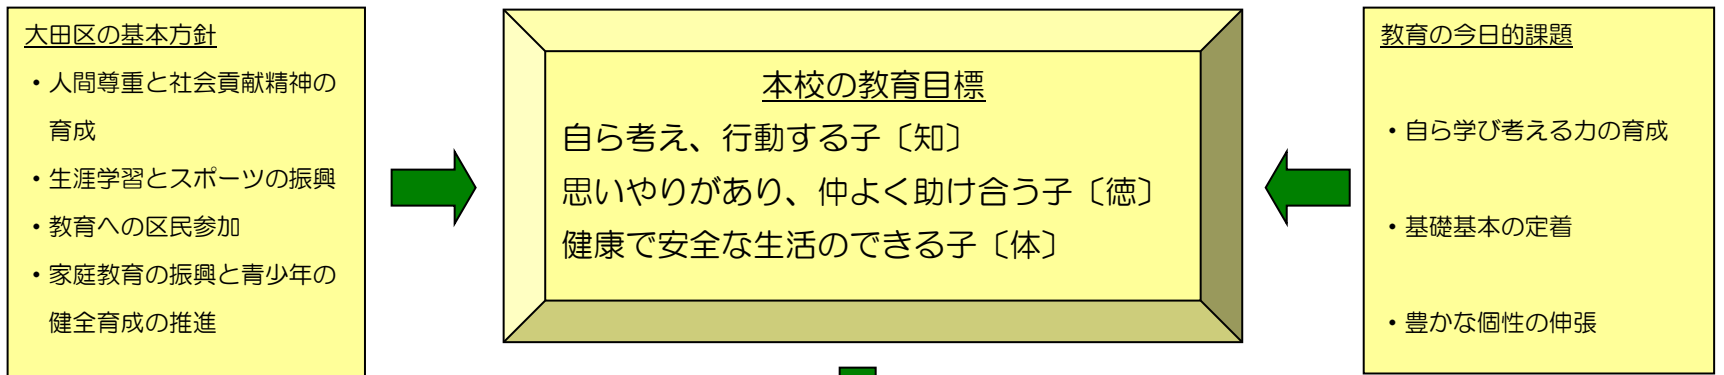 大田区の基本方針
・人間尊重と社会貢献精神の
育成
・生涯学習とスポーツの振興
・教育への区民参加
・家庭教育の振興と青少年の
健全育成の推進
本校の教育目標
自ら考え、行動する子〔知〕
思いやりがあり、仲よく助け合う子〔徳〕
健康で安全な生活のできる子〔体〕
教育の今日的課題
・自ら学び考える力の育成
・基礎基本の定着
・豊かな個性の伸張